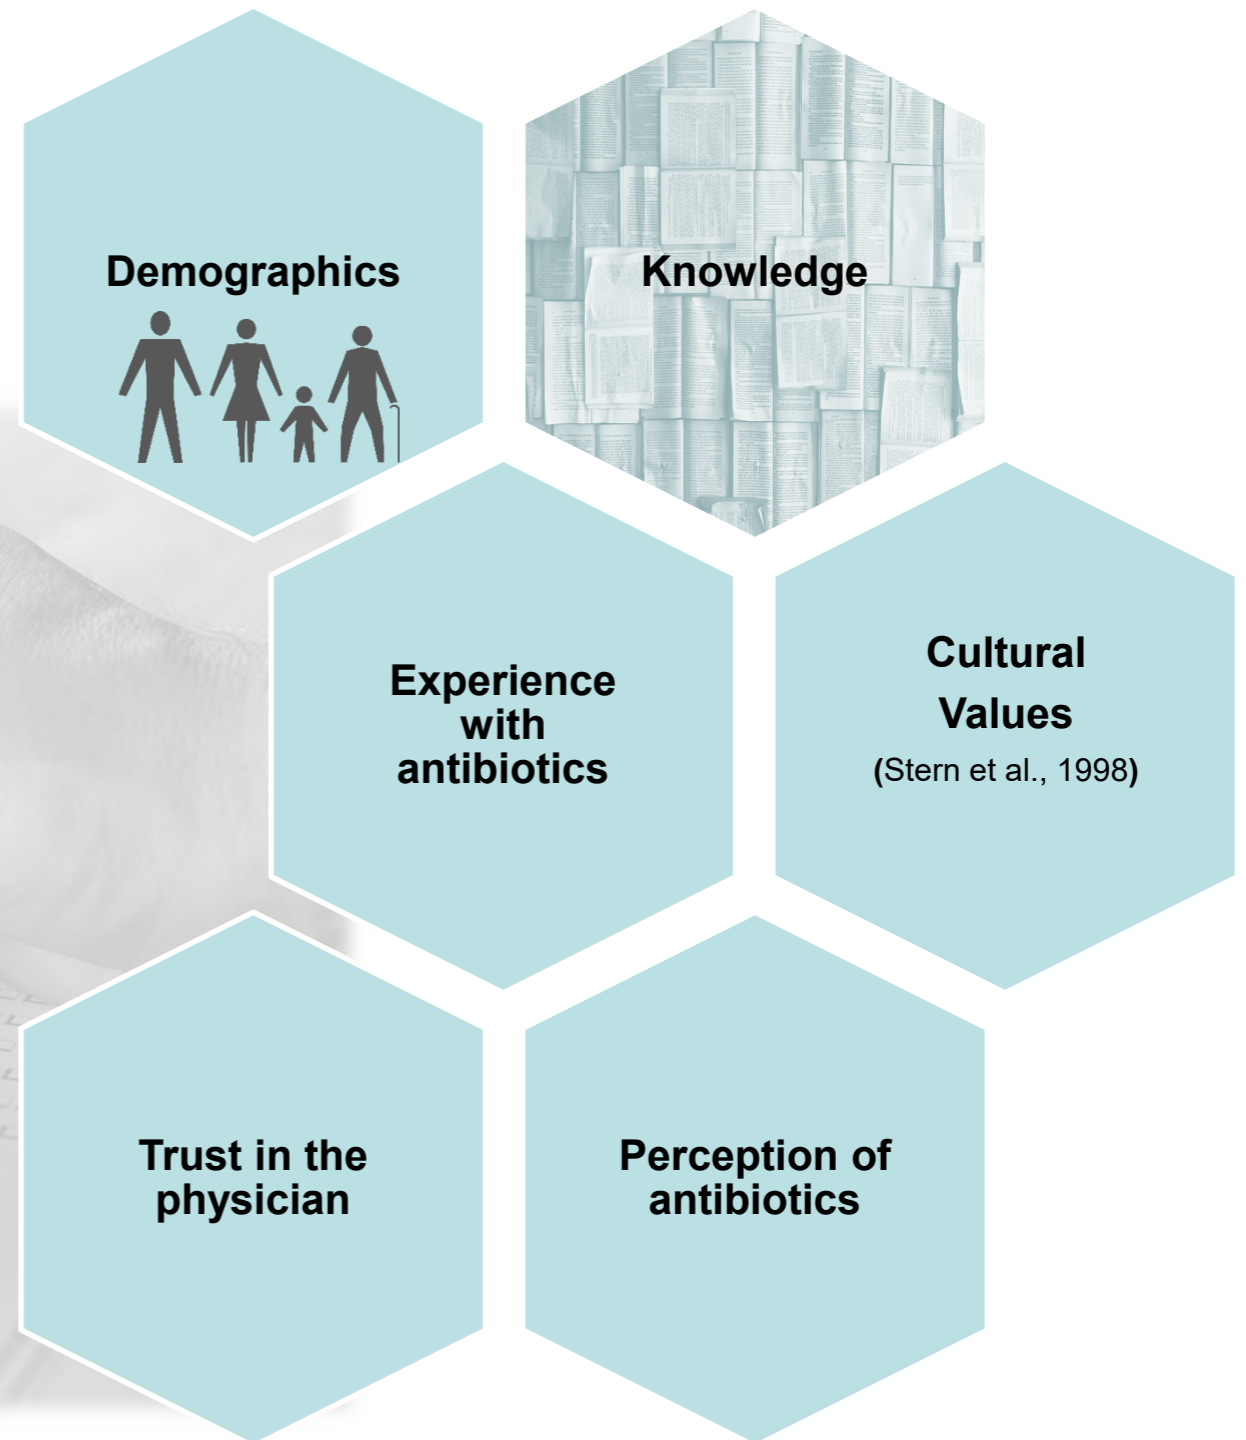 Demographics
Knowledge
Experience
with
antibiotics
Cultural
Values
(Stern et al., 1998)
Trust in the
physician
Perception of
antibiotics